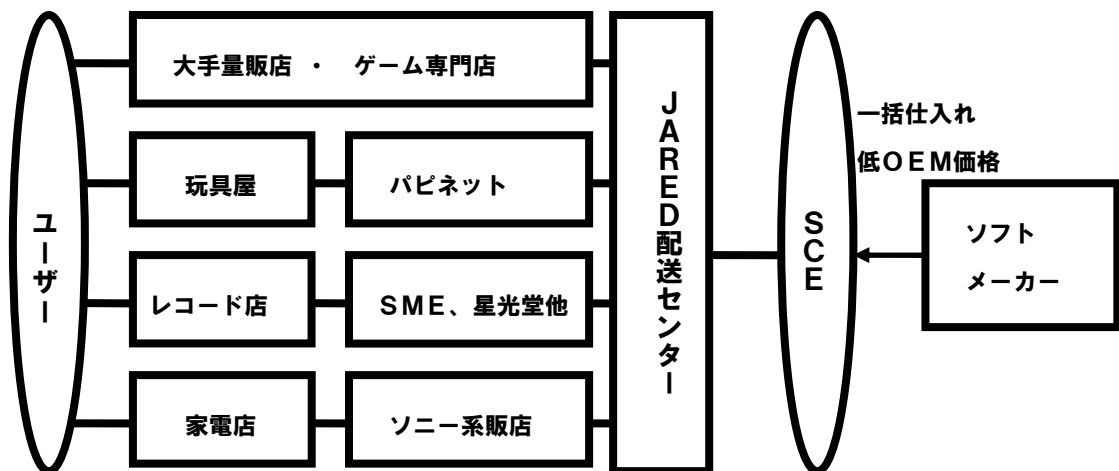 大手量販店 ・ ゲーム専門店
玩具屋
パピネット
レコード店
ＳＭＥ、星光堂他
家電店
ソニー系販店
ユーザー
ＪＡＲＥＤ配送センター
ＳＣＥ
一括仕入れ
低ＯＥＭ価格
ソフト
メーカー